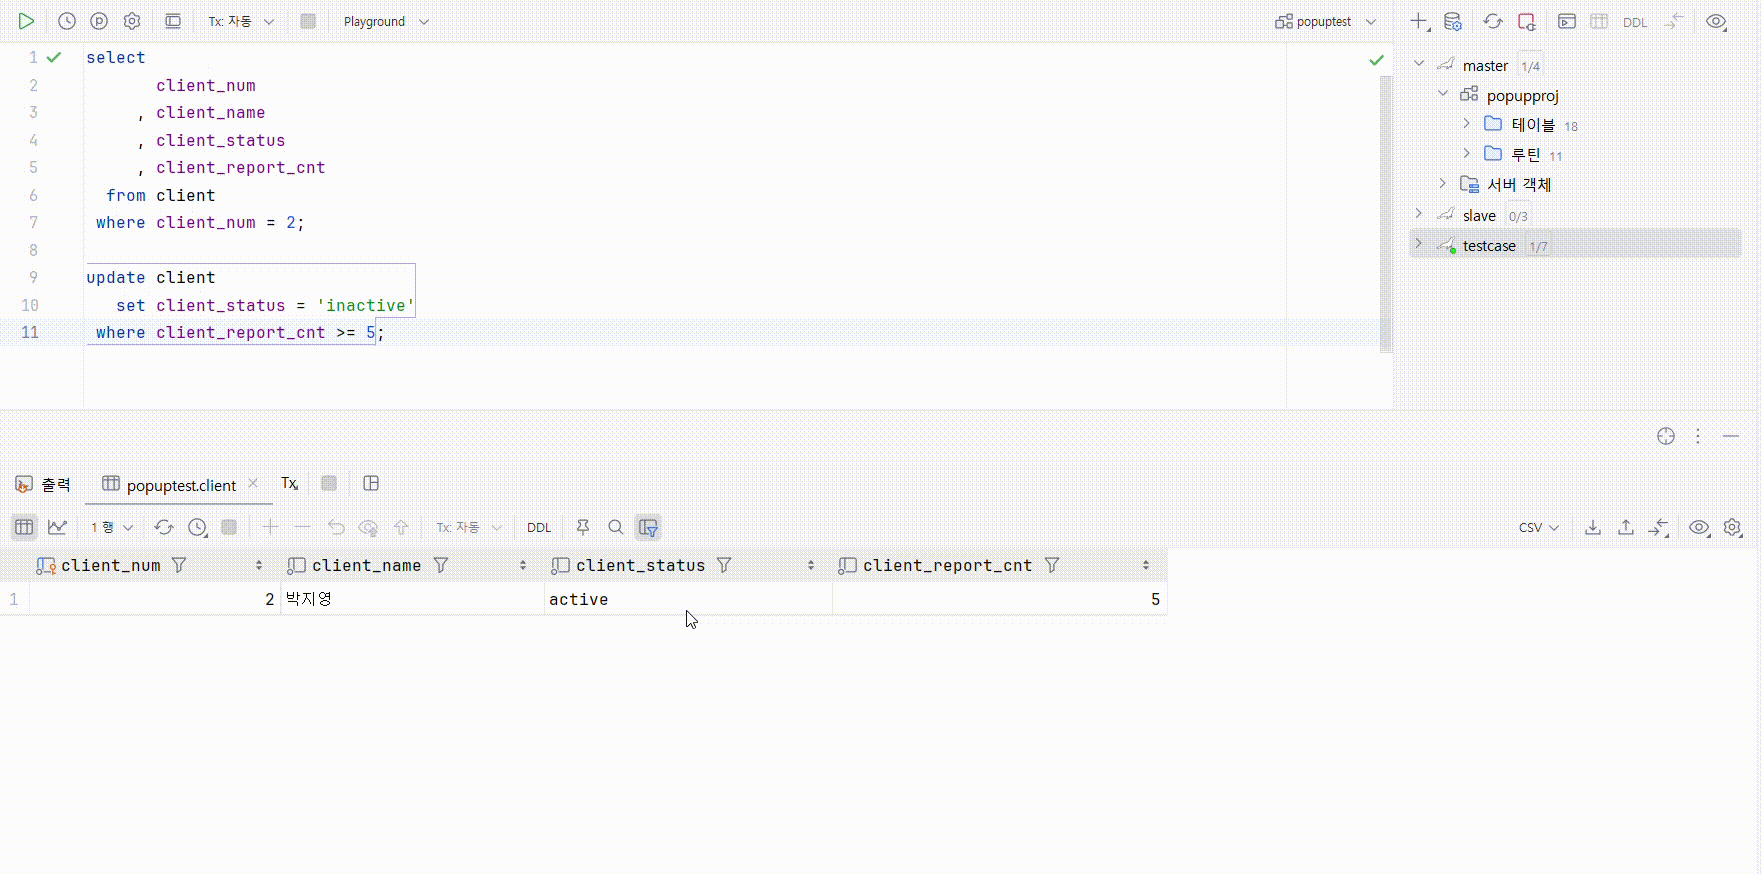 Tx: 자동 Playground popuptest DDL
1 select
2 client_num
3 , client_name
4 , client_status
5 , client_report_cnt
6 from client
7 where client_num = 2;
8
9 update client
10 set client_status = 'inactive'
11 where client_report_cnt >= 5;
master 1/4
popupproj
테이블 18
루틴 11
서버 객체
slave 0/3
testcase 1/7
출력 popuptest.client Tx
1 행 Tx: 자동 DDL CSV
client_num client_name client_status client_report_cnt
1 2 박지영 active 5